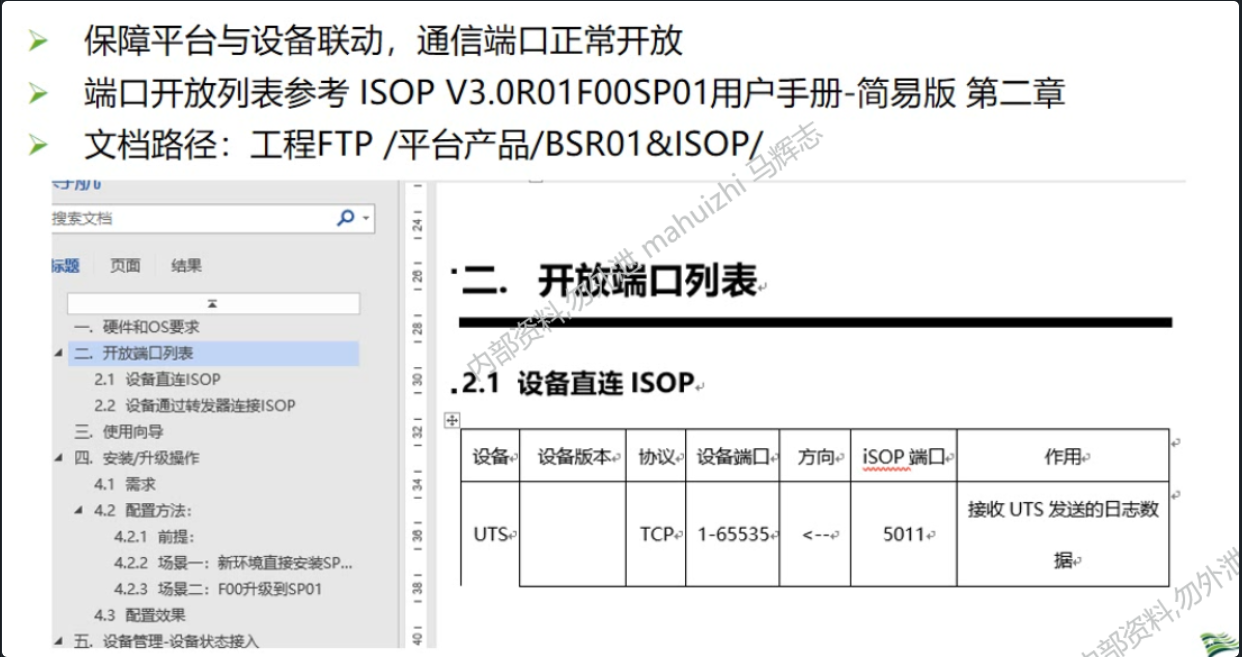 保障平台与设备联动，通信端口正常开放
端口开放列表参考 ISOP V3.0R01F00SP01用户手册-简易版 第二章
文档路径：工程FTP /平台产品/BSR01&ISOP/
搜索文档
标题 页面 结果
一. 硬件和OS要求
二. 开放端口列表
2.1 设备直连ISOP
2.2 设备通过转发器连接ISOP
三. 使用向导
四. 安装/升级操作
4.1 需求
4.2 配置方法:
4.2.1 前提:
4.2.2 场景一：新环境直接安装SP...
4.2.3 场景二：F00升级到SP01
4.3 配置效果
五. 设备管理-设备状态接入
24
26
28
30
32
34
36
38
40
二. 开放端口列表
2.1 设备直连 ISOP
设备 设备版本 协议 设备端口 方向 iSOP 端口 作用
UTS TCP 1-65535 <-- 5011 接收 UTS 发送的日志数
据
内部资料,勿外泄 mahuizhi 马辉志
内部资料,勿外泄